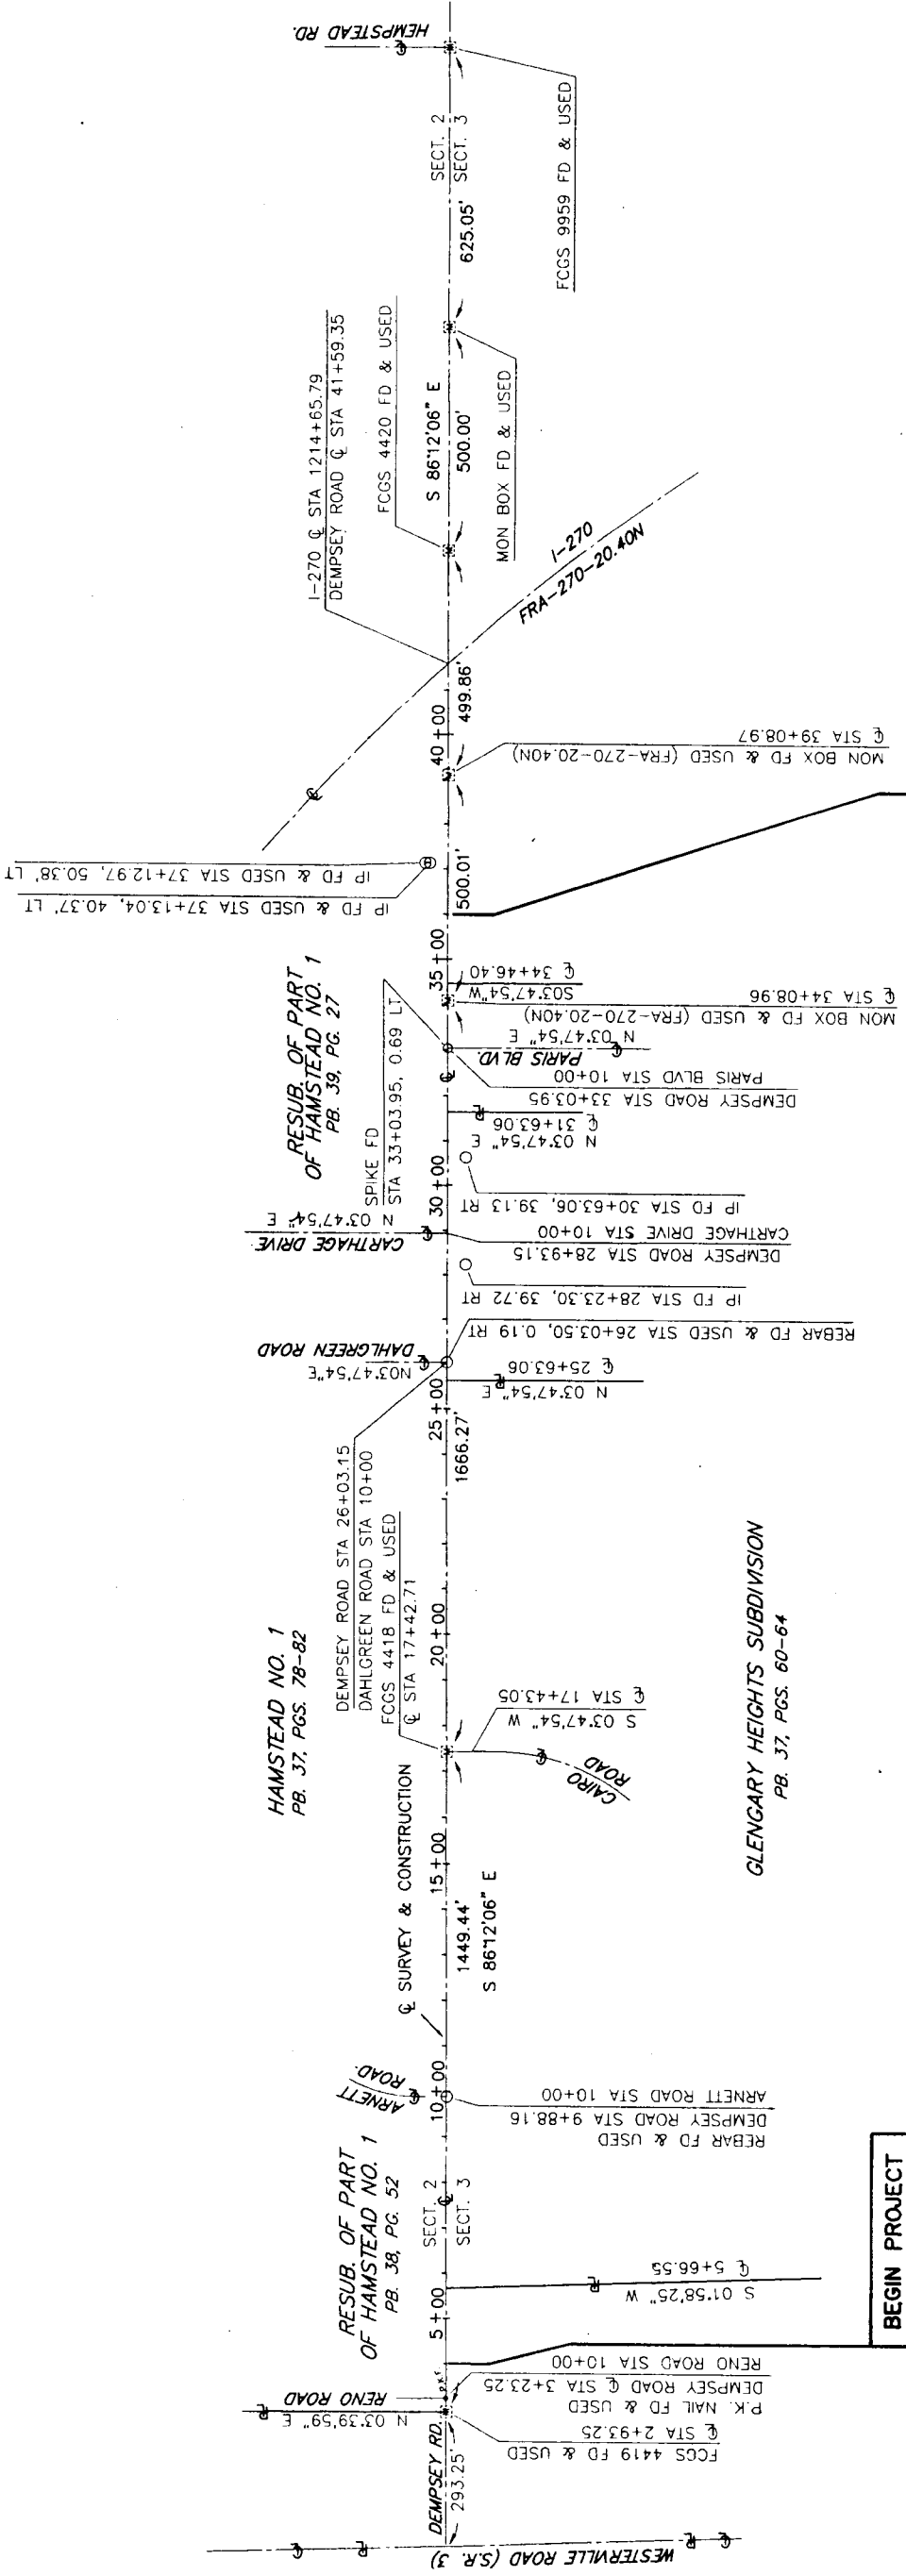 WESTERVILLE ROAD (S.R. 3)
DEMPSEY RD.
293.25'
FCGS 4419 FD & USED
℄ STA 2+93.25
P.K. NAIL FD & USED
DEMPSEY ROAD ℄ STA 3+23.25
RENO ROAD STA 10+00
N 03°39'59" E
RENO ROAD
5+00
S 01°58'25" W
℄ 5+66.55
BEGIN PROJECT
RESUB. OF PART
OF HAMSTEAD NO. 1
PB. 38, PG. 52
SECT. 2
SECT. 3
ARNETT
ROAD
10+00
REBAR FD & USED
DEMPSEY ROAD STA 9+88.16
ARNETT ROAD STA 10+00
℄ SURVEY & CONSTRUCTION
1449.44'
S 86°12'06" E
15+00
HAMSTEAD NO. 1
PB. 37, PGS. 78-82
CAIRO
ROAD
S 03°47'54" W
℄ STA 17+43.05
FCGS 4418 FD & USED
℄ STA 17+42.71
DEMPSEY ROAD STA 26+03.15
DAHLGREEN ROAD STA 10+00
GLENGARY HEIGHTS SUBDIVISION
PB. 37, PGS. 60-64
20+00
1666.27'
25+00
N 03°47'54" E
℄ 25+63.06
N03°47'54"E
DAHLGREEN ROAD
REBAR FD & USED STA 26+03.50, 0.19 RT
IP FD STA 28+23.30, 39.72 RT
DEMPSEY ROAD STA 28+93.15
CARTHAGE DRIVE STA 10+00
CARTHAGE DRIVE
N 03°47'54" E
30+00
IP FD STA 30+63.06, 39.13 RT
N 03°47'54" E
℄ 31+63.06
SPIKE FD
STA 33+03.95, 0.69 LT
RESUB. OF PART
OF HAMSTEAD NO. 1
PB. 39, PG. 27
DEMPSEY ROAD STA 33+03.95
PARIS BLVD STA 10+00
PARIS BLVD.
N 03°47'54" E
MON BOX FD & USED (FRA-270-20.40N)
℄ STA 34+08.96
S03°47'54"W
℄ 34+46.40
35+00
500.01'
IP FD & USED STA 37+13.04, 40.37' LT
IP FD & USED STA 37+12.97, 50.38' LT
MON BOX FD & USED (FRA-270-20.40N)
℄ STA 39+08.97
40+00
499.86'
I-270 ℄ STA 1214+65.79
DEMPSEY ROAD ℄ STA 41+59.35
I-270
FRA-270-20.40N
FCGS 4420 FD & USED
S 86°12'06" E
500.00'
MON BOX FD & USED
625.05'
SECT. 2
SECT. 3
FCGS 9959 FD & USED
HEMPSTEAD RD.